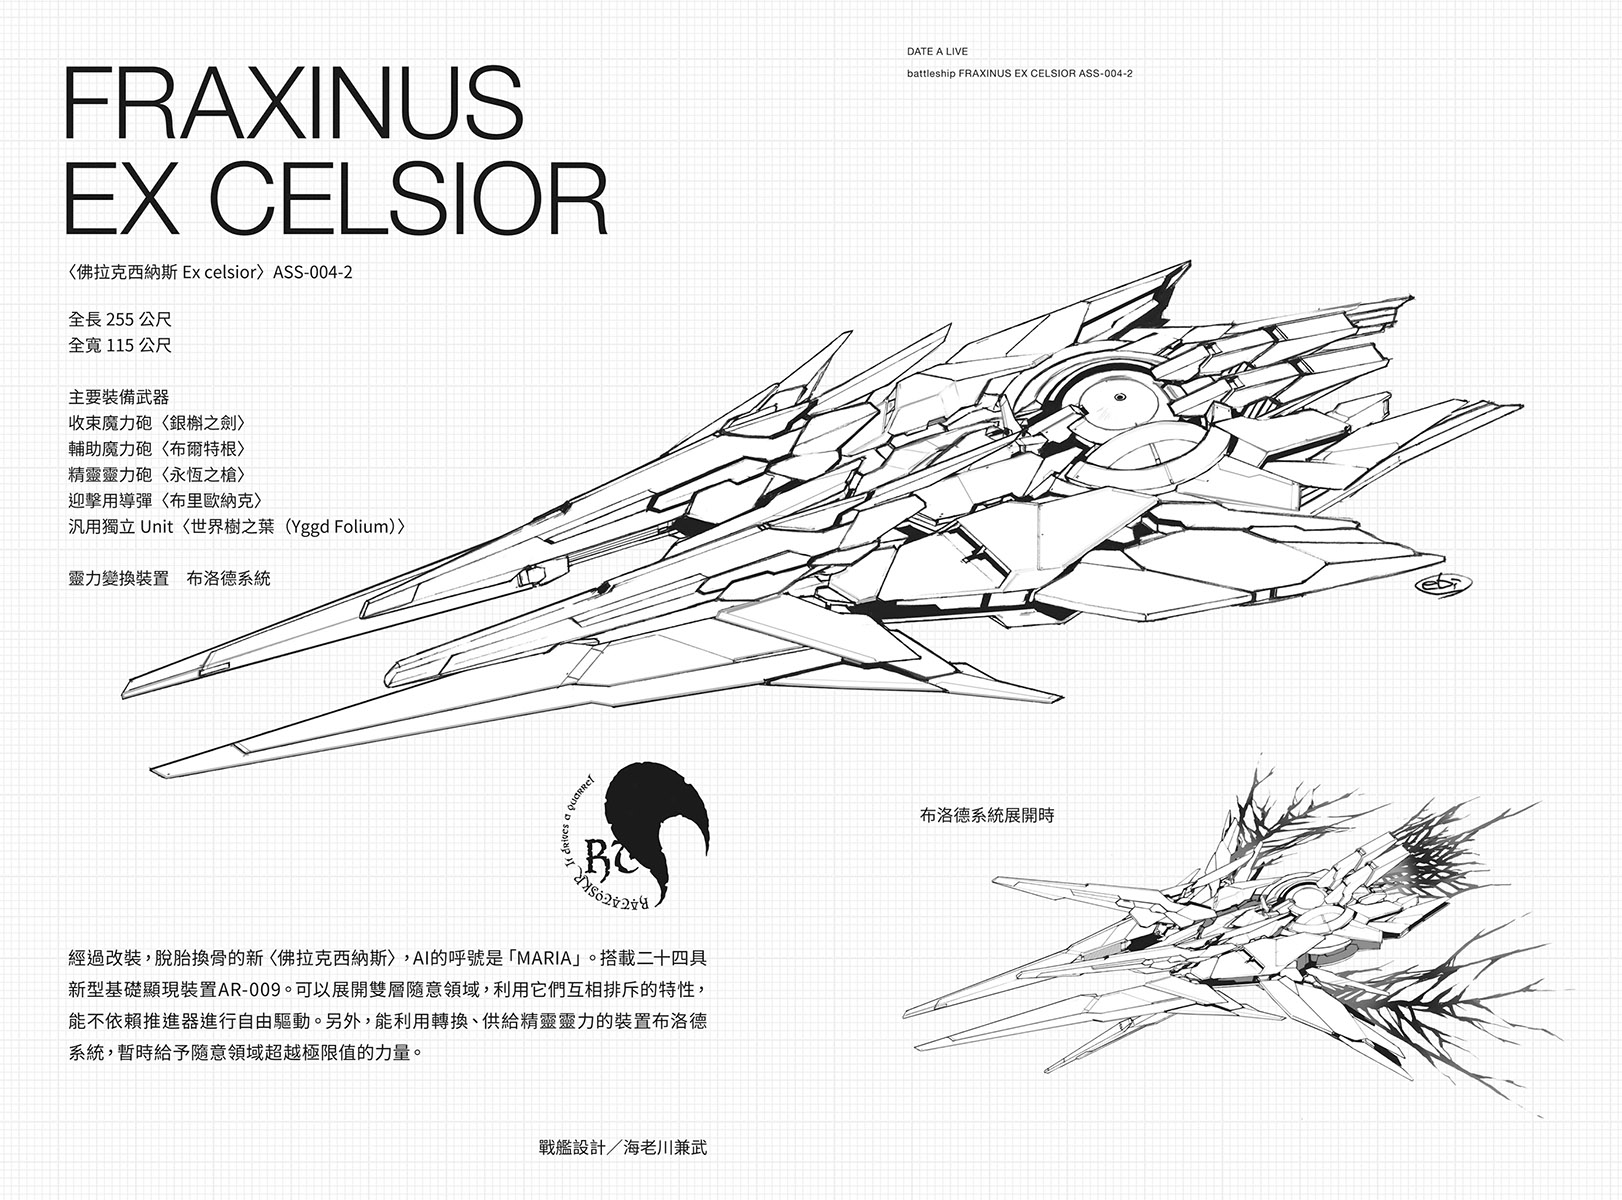 FRAXINUS
EX CELSIOR
DATE A LIVE
battleship FRAXINUS EX CELSIOR ASS-004-2
〈佛拉克西納斯 Ex celsior〉ASS-004-2
全長 255 公尺
全寬 115 公尺
主要裝備武器
收束魔力砲〈銀槲之劍〉
輔助魔力砲〈布爾特根〉
精靈靈力砲〈永恆之槍〉
迎擊用導彈〈布里歐納克〉
汎用獨立 Unit〈世界樹之葉（Yggd Folium）〉
靈力變換裝置　布洛德系統
ebi
It drives a quarrel
RT
RATATOSKR
布洛德系統展開時
經過改裝，脫胎換骨的新〈佛拉克西納斯〉，AI的呼號是「MARIA」。搭載二十四具
新型基礎顯現裝置AR-009。可以展開雙層隨意領域，利用它們互相排斥的特性，
能不依賴推進器進行自由驅動。另外，能利用轉換、供給精靈靈力的裝置布洛德
系統，暫時給予隨意領域超越極限值的力量。
戰艦設計／海老川兼武